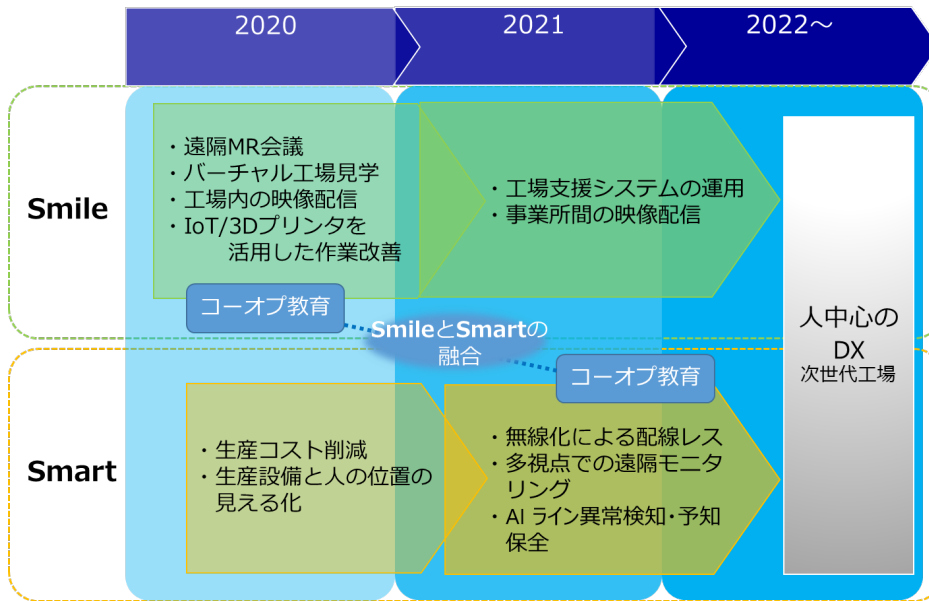 2020
2021
2022～
Smile
・遠隔MR会議
・バーチャル工場見学
・工場内の映像配信
・IoT/3Dプリンタを
活用した作業改善
・工場支援システムの運用
・事業所間の映像配信
コーオプ教育
SmileとSmartの
融合
コーオプ教育
人中心の
DX
次世代工場
Smart
・生産コスト削減
・生産設備と人の位置の
見える化
・無線化による配線レス
・多視点での遠隔モニタ
リング
・AI ライン異常検知・予知
保全